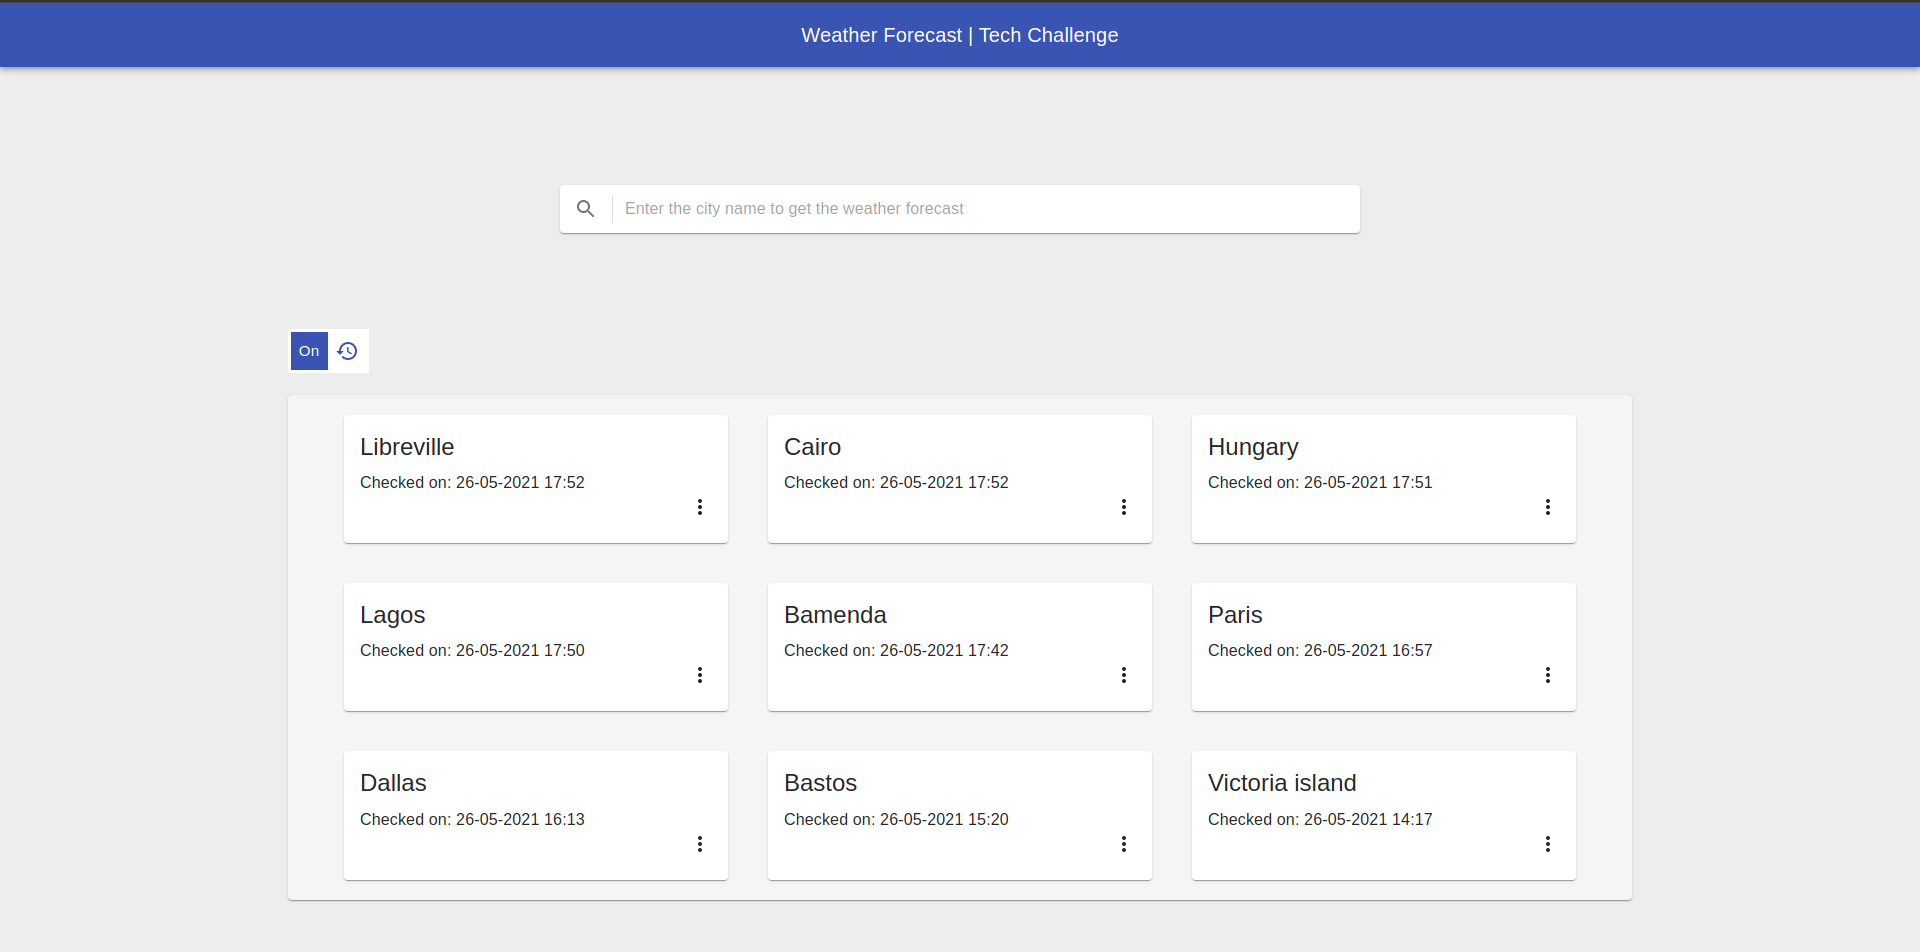 Weather Forecast | Tech Challenge
Enter the city name to get the weather forecast
On
Libreville
Checked on: 26-05-2021 17:52
Cairo
Checked on: 26-05-2021 17:52
Hungary
Checked on: 26-05-2021 17:51
Lagos
Checked on: 26-05-2021 17:50
Bamenda
Checked on: 26-05-2021 17:42
Paris
Checked on: 26-05-2021 16:57
Dallas
Checked on: 26-05-2021 16:13
Bastos
Checked on: 26-05-2021 15:20
Victoria island
Checked on: 26-05-2021 14:17